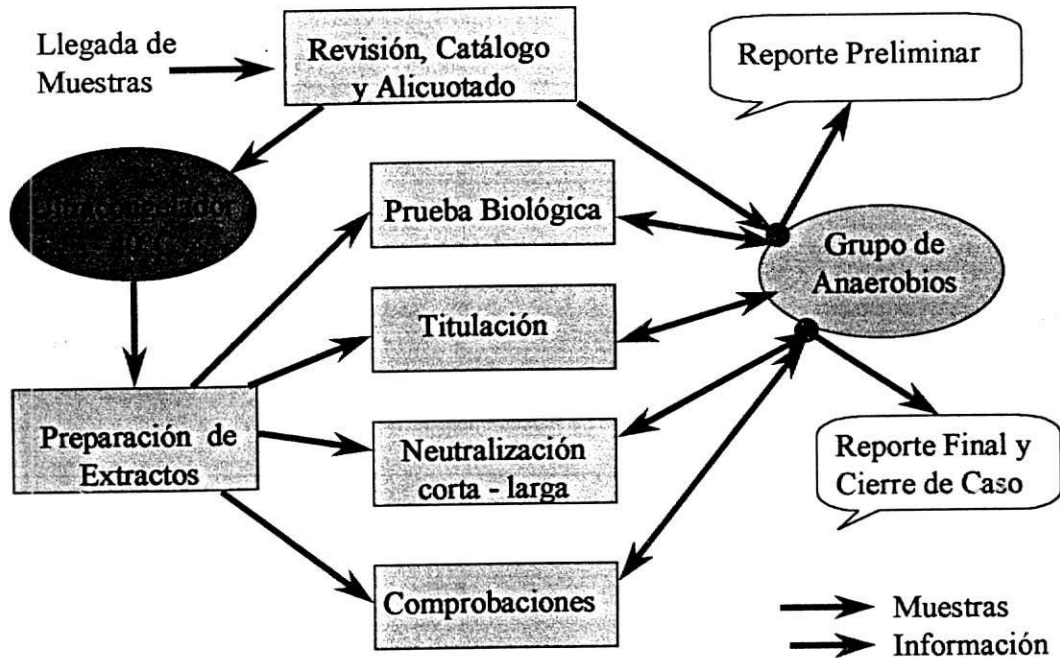 Llegada de
Muestras
Revisión, Catálogo
y Alicuotado
Reporte Preliminar
Prueba Biológica
Grupo de
Anaerobios
Titulación
Preparación de
Extractos
Neutralización
corta - larga
Reporte Final y
Cierre de Caso
Comprobaciones
Muestras
Información